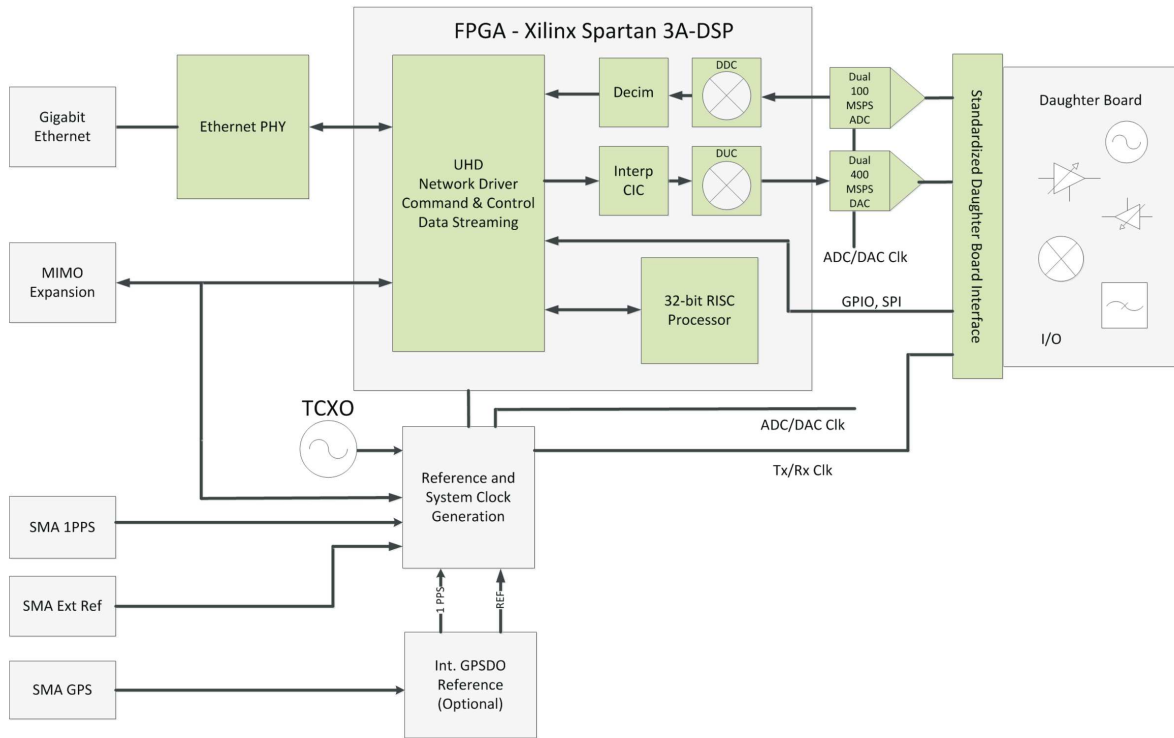 FPGA - Xilinx Spartan 3A-DSP
Gigabit
Ethernet
Ethernet PHY
UHD
Network Driver
Command & Control
Data Streaming
Decim
DDC
Dual
100
MSPS
ADC
Interp
CIC
DUC
Dual
400
MSPS
DAC
ADC/DAC Clk
Standardized Daughter Board Interface
Daughter Board
I/O
MIMO
Expansion
32-bit RISC
Processor
GPIO, SPI
TCXO
ADC/DAC Clk
Tx/Rx Clk
Reference and
System Clock
Generation
SMA 1PPS
SMA Ext Ref
1 PPS
REF
SMA GPS
Int. GPSDO
Reference
(Optional)